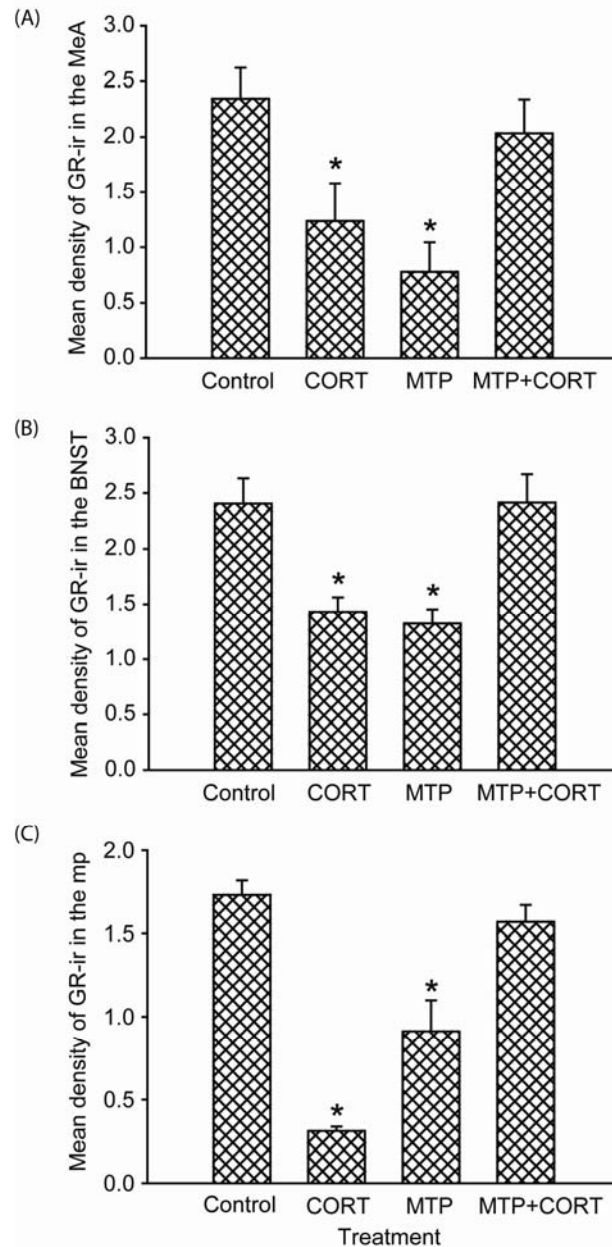 (A)
Mean density of GR-ir in the MeA
3.0
2.5
2.0
1.5
1.0
0.5
0.0
*
*
Control CORT MTP MTP+CORT
(B)
Mean density of GR-ir in the BNST
3.0
2.5
2.0
1.5
1.0
0.5
0.0
*
*
Control CORT MTP MTP+CORT
(C)
Mean density of GR-ir in the mp
2.0
1.5
1.0
0.5
0.0
*
*
Control CORT MTP MTP+CORT
Treatment